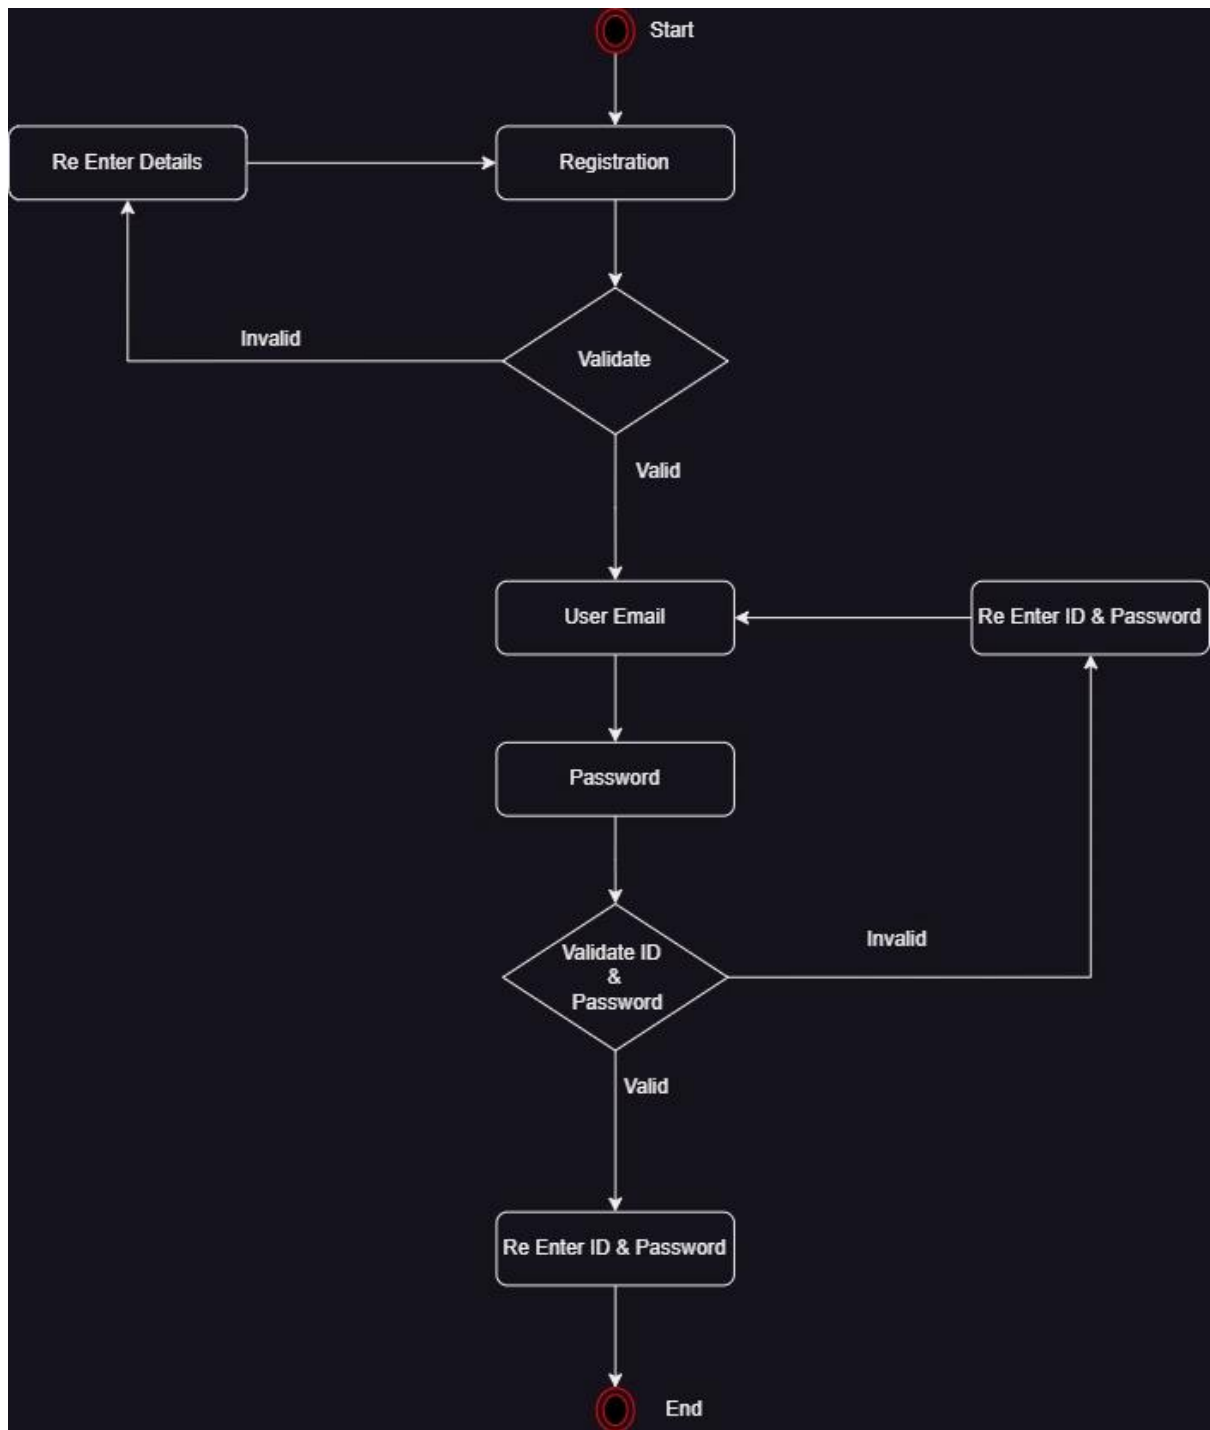 Start
Re Enter Details
Registration
Invalid
Validate
Valid
User Email
Re Enter ID & Password
Password
Invalid
Validate ID
&
Password
Valid
Re Enter ID & Password
End